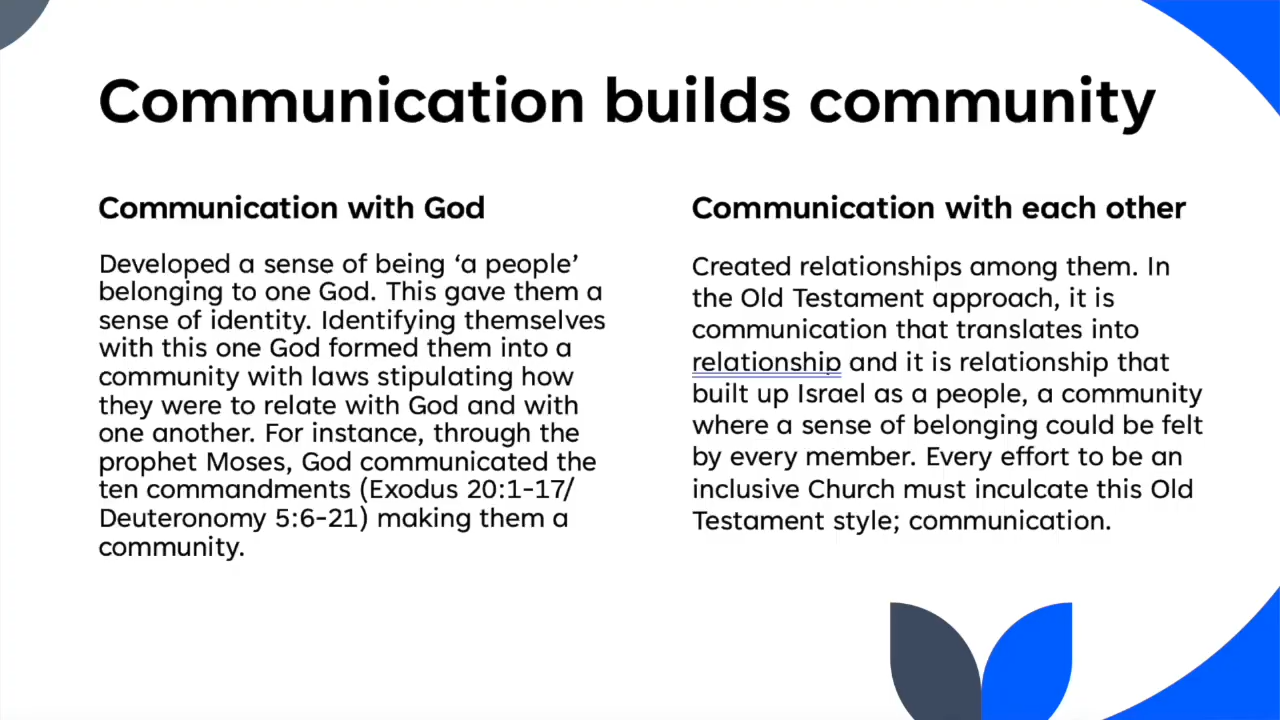 Communication builds community
Communication with God
Developed a sense of being ‘a people’
belonging to one God. This gave them a
sense of identity. Identifying themselves
with this one God formed them into a
community with laws stipulating how
they were to relate with God and with
one another. For instance, through the
prophet Moses, God communicated the
ten commandments (Exodus 20:1-17/
Deuteronomy 5:6-21) making them a
community.
Communication with each other
Created relationships among them. In
the Old Testament approach, it is
communication that translates into
relationship and it is relationship that
built up Israel as a people, a community
where a sense of belonging could be felt
by every member. Every effort to be an
inclusive Church must inculcate this Old
Testament style; communication.